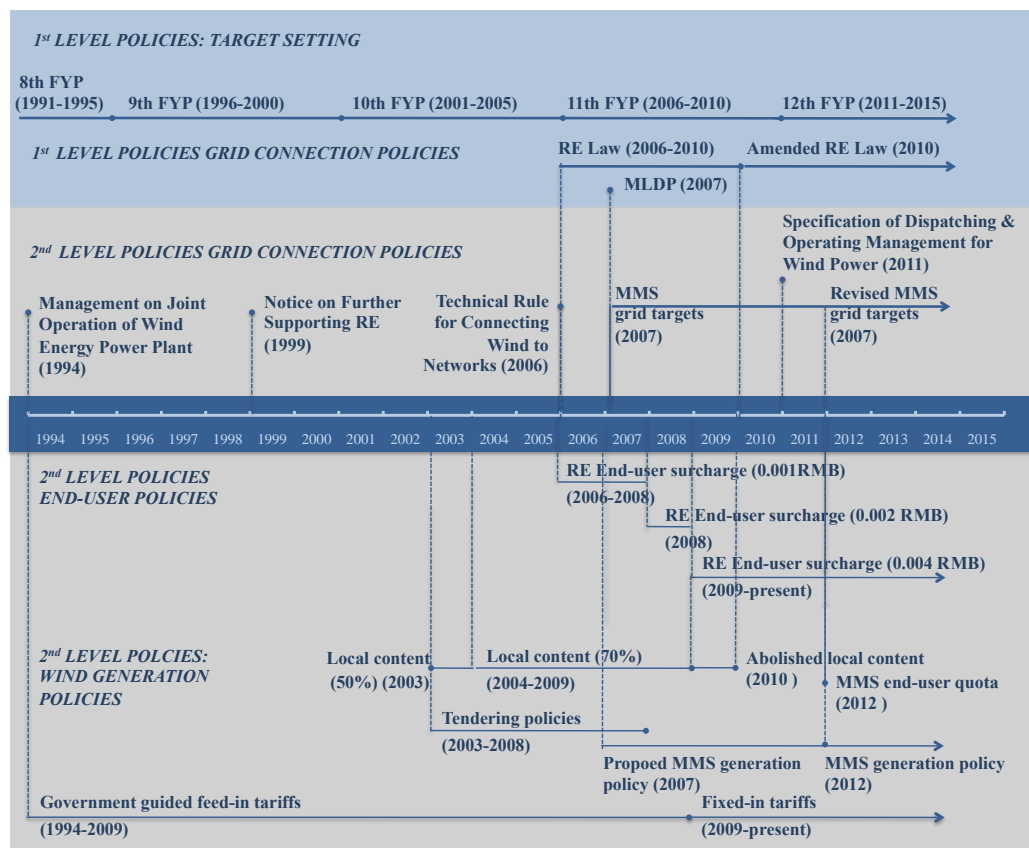 1st LEVEL POLICIES: TARGET SETTING
8th FYP
(1991-1995)
9th FYP (1996-2000)
10th FYP (2001-2005)
11th FYP (2006-2010)
12th FYP (2011-2015)
1st LEVEL POLICIES GRID CONNECTION POLICIES
RE Law (2006-2010)
Amended RE Law (2010)
MLDP (2007)
2nd LEVEL POLICIES GRID CONNECTION POLICIES
Specification of Dispatching &
Operating Management for
Wind Power (2011)
Management on Joint
Operation of Wind
Energy Power Plant
(1994)
Notice on Further
Supporting RE
(1999)
Technical Rule
for Connecting
Wind to
Networks (2006)
MMS
grid targets
(2007)
Revised MMS
grid targets
(2007)
1994 1995 1996 1997 1998 1999 2000 2001 2002 2003 2004 2005 2006 2007 2008 2009 2010 2011 2012 2013 2014 2015
2nd LEVEL POLICIES
END-USER POLICIES
RE End-user surcharge (0.001RMB)
(2006-2008)
RE End-user surcharge (0.002 RMB)
(2008)
RE End-user surcharge (0.004 RMB)
(2009-present)
2nd LEVEL POLCIES:
WIND GENERATION
POLICIES
Local content
(50%) (2003)
Local content (70%)
(2004-2009)
Abolished local content
(2010 )
MMS end-user quota
(2012 )
Tendering policies
(2003-2008)
Propoed MMS generation
policy (2007)
MMS generation policy
(2012)
Government guided feed-in tariffs
(1994-2009)
Fixed-in tariffs
(2009-present)